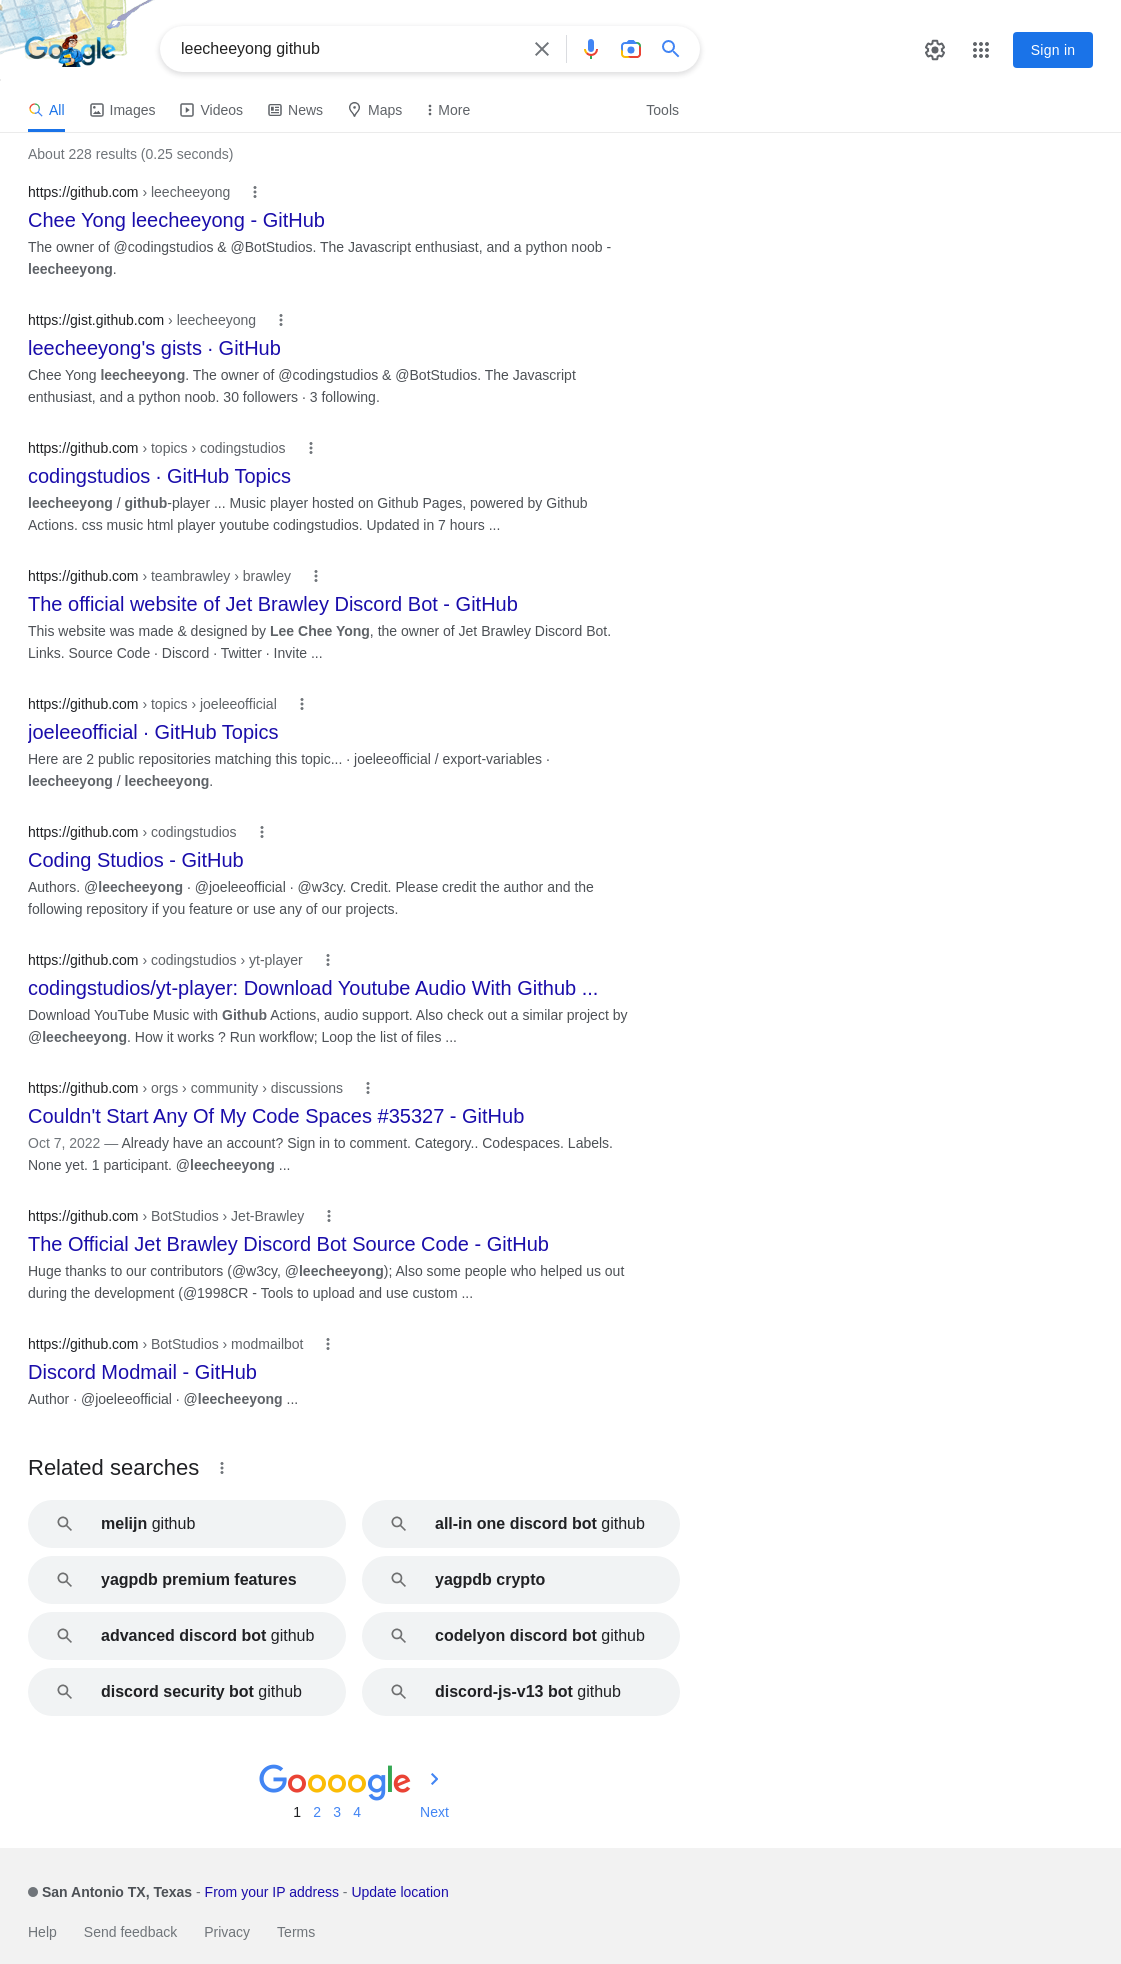 Google
leecheeyong github
Sign in
All Images Videos News Maps More Tools
About 228 results (0.25 seconds)
https://github.com › leecheeyong
Chee Yong leecheeyong - GitHub
The owner of @codingstudios & @BotStudios. The Javascript enthusiast, and a python noob -
leecheeyong.
https://gist.github.com › leecheeyong
leecheeyong's gists · GitHub
Chee Yong leecheeyong. The owner of @codingstudios & @BotStudios. The Javascript
enthusiast, and a python noob. 30 followers · 3 following.
https://github.com › topics › codingstudios
codingstudios · GitHub Topics
leecheeyong / github-player ... Music player hosted on Github Pages, powered by Github
Actions. css music html player youtube codingstudios. Updated in 7 hours ...
https://github.com › teambrawley › brawley
The official website of Jet Brawley Discord Bot - GitHub
This website was made & designed by Lee Chee Yong, the owner of Jet Brawley Discord Bot.
Links. Source Code · Discord · Twitter · Invite ...
https://github.com › topics › joeleeofficial
joeleeofficial · GitHub Topics
Here are 2 public repositories matching this topic... · joeleeofficial / export-variables ·
leecheeyong / leecheeyong.
https://github.com › codingstudios
Coding Studios - GitHub
Authors. @leecheeyong · @joeleeofficial · @w3cy. Credit. Please credit the author and the
following repository if you feature or use any of our projects.
https://github.com › codingstudios › yt-player
codingstudios/yt-player: Download Youtube Audio With Github ...
Download YouTube Music with Github Actions, audio support. Also check out a similar project by
@leecheeyong. How it works ? Run workflow; Loop the list of files ...
https://github.com › orgs › community › discussions
Couldn't Start Any Of My Code Spaces #35327 - GitHub
Oct 7, 2022 — Already have an account? Sign in to comment. Category.. Codespaces. Labels.
None yet. 1 participant. @leecheeyong ...
https://github.com › BotStudios › Jet-Brawley
The Official Jet Brawley Discord Bot Source Code - GitHub
Huge thanks to our contributors (@w3cy, @leecheeyong); Also some people who helped us out
during the development (@1998CR - Tools to upload and use custom ...
https://github.com › BotStudios › modmailbot
Discord Modmail - GitHub
Author · @joeleeofficial · @leecheeyong ...
Related searches
melijn github
all-in one discord bot github
yagpdb premium features
yagpdb crypto
advanced discord bot github
codelyon discord bot github
discord security bot github
discord-js-v13 bot github
Goooogle
1 2 3 4 Next
San Antonio TX, Texas - From your IP address - Update location
Help Send feedback Privacy Terms